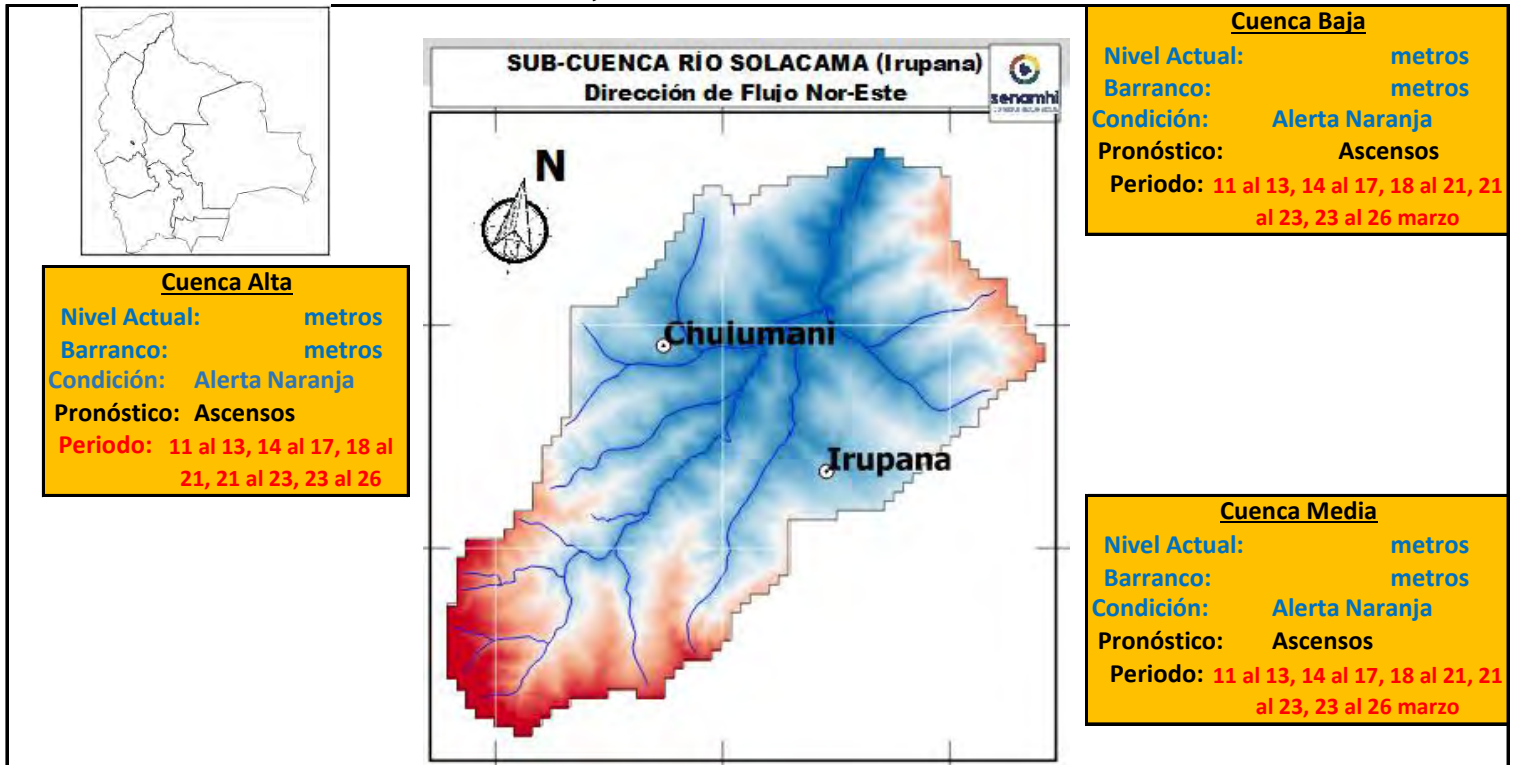 SUB-CUENCA RÍO SOLACAMA (Irupana)
Dirección de Flujo Nor-Este
senamhi
N
Chulumani
Irupana
Cuenca Alta
Nivel Actual: metros
Barranco: metros
Condición: Alerta Naranja
Pronóstico: Ascensos
Periodo: 11 al 13, 14 al 17, 18 al
21, 21 al 23, 23 al 26
Cuenca Baja
Nivel Actual: metros
Barranco: metros
Condición: Alerta Naranja
Pronóstico: Ascensos
Periodo: 11 al 13, 14 al 17, 18 al 21, 21
al 23, 23 al 26 marzo
Cuenca Media
Nivel Actual: metros
Barranco: metros
Condición: Alerta Naranja
Pronóstico: Ascensos
Periodo: 11 al 13, 14 al 17, 18 al 21, 21
al 23, 23 al 26 marzo